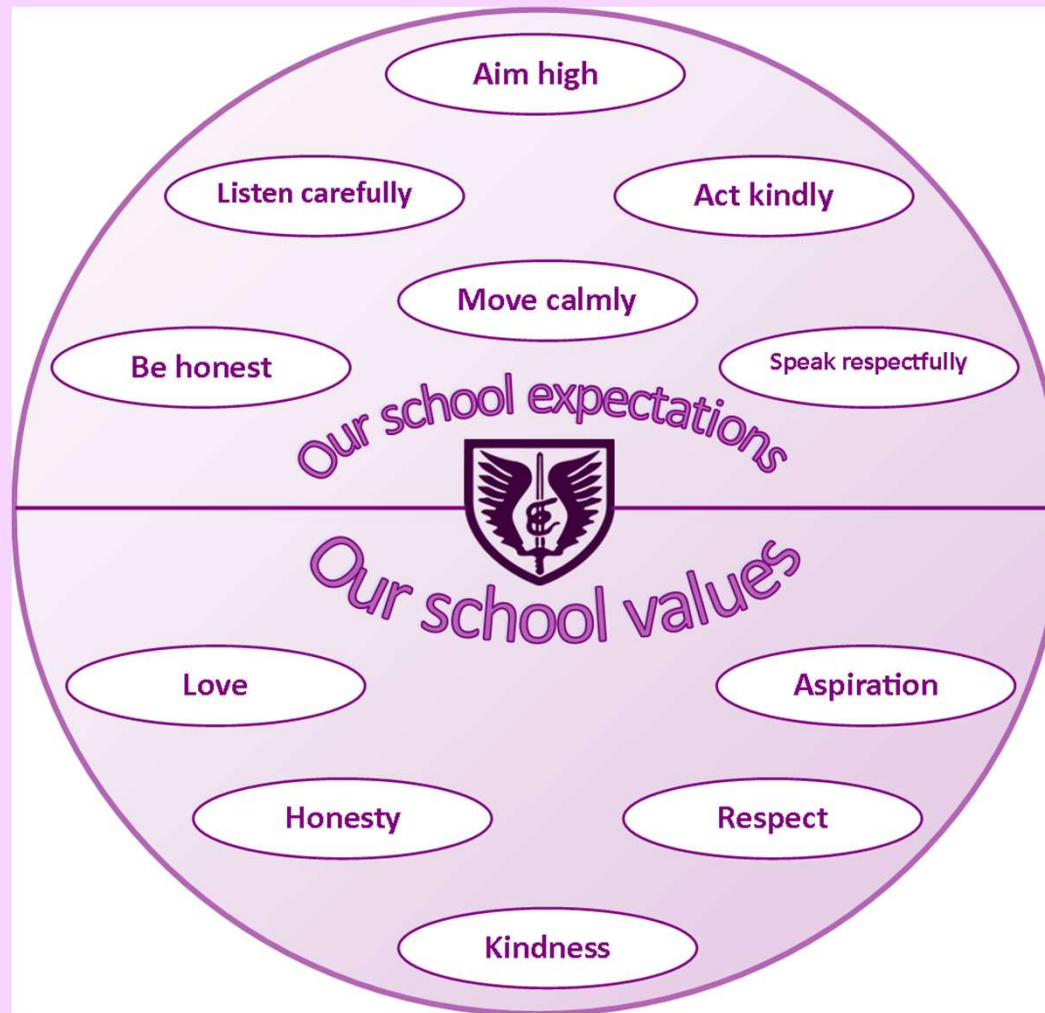 Aim high
Listen carefully
Act kindly
Move calmly
Be honest
Speak respectfully
Our school expectations
Our school values
Love
Aspiration
Honesty
Respect
Kindness